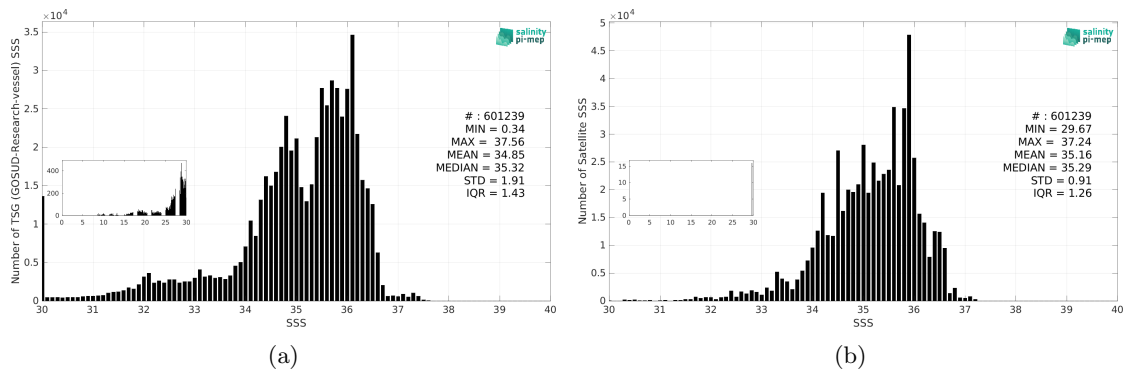 ×10⁴
3.5
3
2.5
2
1.5
1
0.5
0
30 31 32 33 34 35 36 37 38 39 40
SSS
Number of TSG (GOSUD-Research-vessel) SSS
salinity
pi-mep
# : 601239
MIN = 0.34
MAX = 37.56
MEAN = 34.85
MEDIAN = 35.32
STD = 1.91
IQR = 1.43
400
200
0
0 5 10 15 20 25 30
(a)
×10⁴
5
4.5
4
3.5
3
2.5
2
1.5
1
0.5
0
30 31 32 33 34 35 36 37 38 39 40
SSS
Number of Satellite SSS
salinity
pi-mep
# : 601239
MIN = 29.67
MAX = 37.24
MEAN = 35.16
MEDIAN = 35.29
STD = 0.91
IQR = 1.26
15
10
5
0
0 5 10 15 20 25 30
(b)